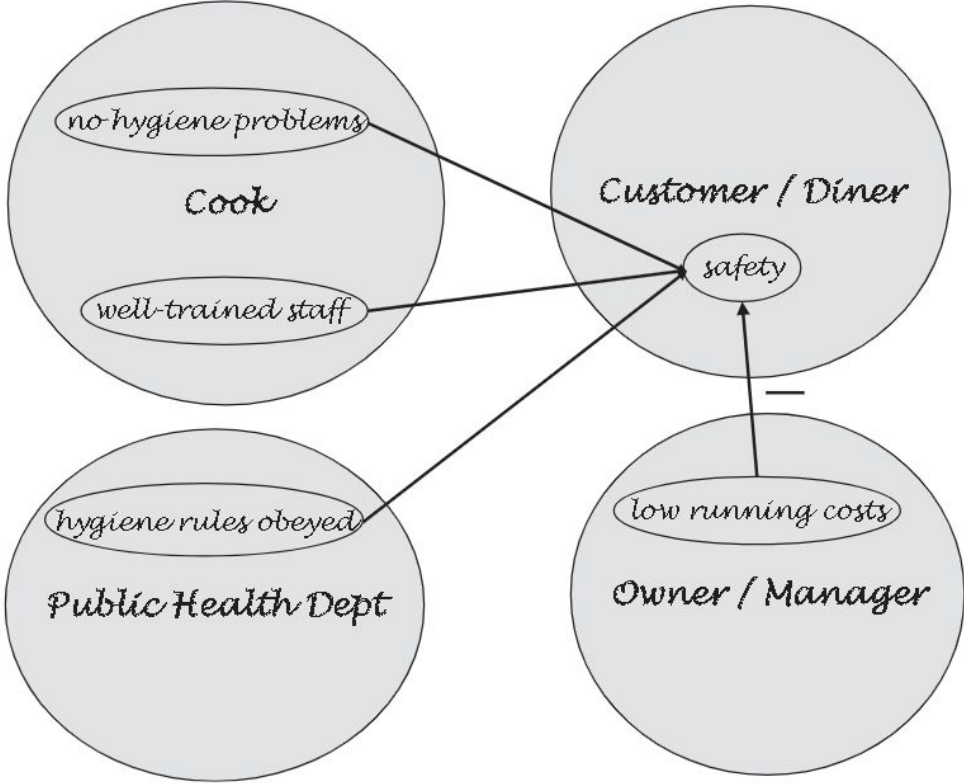 no hygiene problems
Cook
well-trained staff
Customer / Diner
safety
hygiene rules obeyed
Public Health Dept
—
low running costs
Owner / Manager